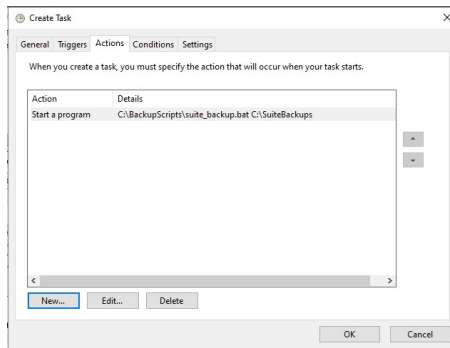 Create Task
General Triggers Actions Conditions Settings
When you create a task, you must specify the action that will occur when your task starts.
Action Details
Start a program C:\BackupScripts\suite_backup.bat C:\SuiteBackups
New... Edit... Delete
OK Cancel